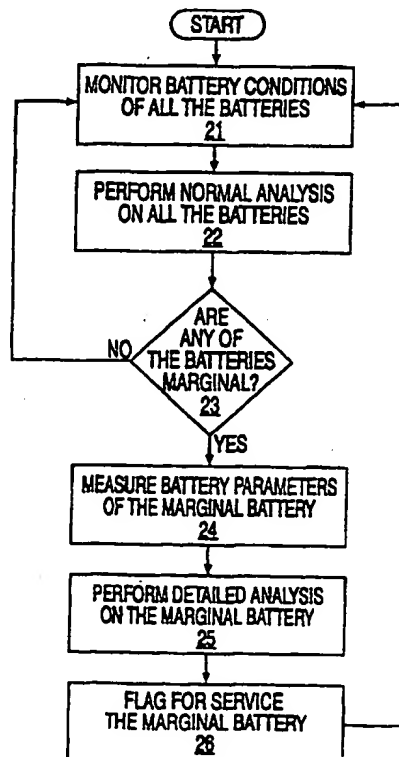 START
MONITOR BATTERY CONDITIONS
OF ALL THE BATTERIES
21
PERFORM NORMAL ANALYSIS
ON ALL THE BATTERIES
22
ARE
ANY OF
THE BATTERIES
MARGINAL?
23
NO
YES
MEASURE BATTERY PARAMETERS
OF THE MARGINAL BATTERY
24
PERFORM DETAILED ANALYSIS
ON THE MARGINAL BATTERY
25
FLAG FOR SERVICE
THE MARGINAL BATTERY
26